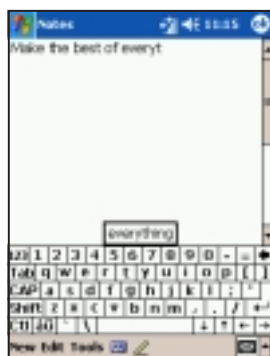 Notes 11:15 ok
Make the best of everyt
everything
123 1 2 3 4 5 6 7 8 9 0 - =
Tab q w e r t y u i o p [ ]
CAP a s d f g h j k l ; '
Shift z x c v b n m , . /
Ctl áü ` \
New Edit Tools